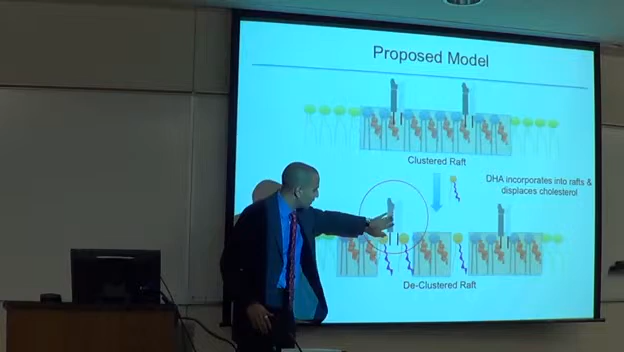 Proposed Model
Clustered Raft
DHA incorporates into rafts &
displaces cholesterol
De-Clustered Raft